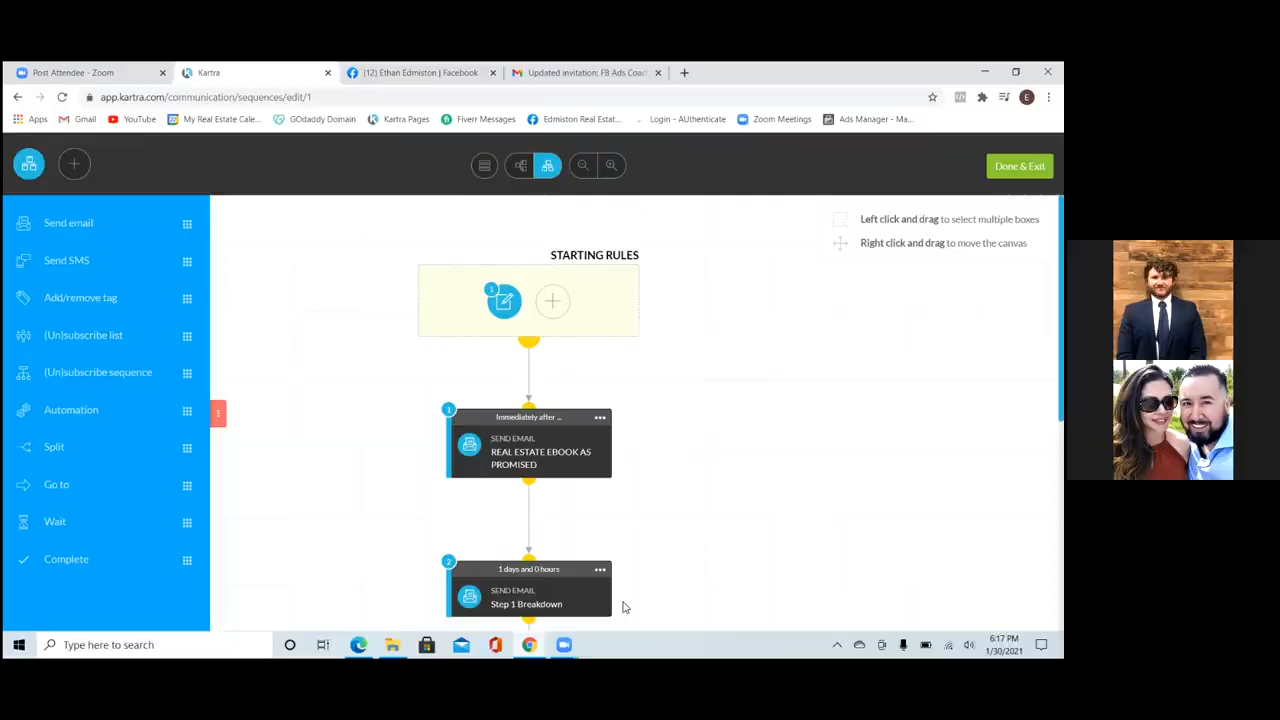 Post Attendee - Zoom
Kartra
(12) Ethan Edmiston | Facebook
Updated invitation: FB Ads Coac
app.kartra.com/communication/sequences/edit/1
E
Apps
Gmail
YouTube
My Real Estate Cale...
GOdaddy Domain
Kartra Pages
Fiverr Messages
Edmiston Real Estat...
Login - AUthenticate
Zoom Meetings
Ads Manager - Ma...
Done & Exit
Send email
Send SMS
Add/remove tag
(Un)subscribe list
(Un)subscribe sequence
Automation
Split
Go to
Wait
Complete
Left click and drag to select multiple boxes
Right click and drag to move the canvas
STARTING RULES
1
1
Immediately after ...
SEND EMAIL
REAL ESTATE EBOOK AS
PROMISED
2
1 days and 0 hours
SEND EMAIL
Step 1 Breakdown
Type here to search
6:17 PM
1/30/2021